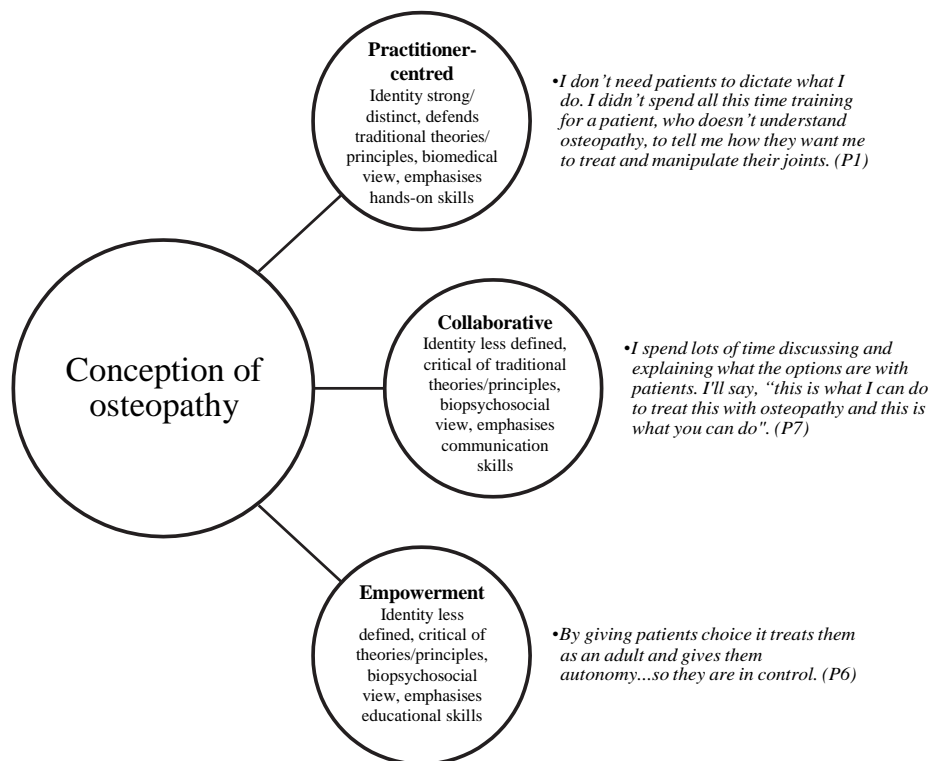 Practitioner-
centred
Identity strong/
distinct, defends
traditional theories/
principles, biomedical
view, emphasises
hands-on skills
•I don’t need patients to dictate what I
do. I didn’t spend all this time training
for a patient, who doesn’t understand
osteopathy, to tell me how they want me
to treat and manipulate their joints. (P1)
Conception of
osteopathy
Collaborative
Identity less defined,
critical of traditional
theories/principles,
biopsychosocial
view, emphasises
communication
skills
•I spend lots of time discussing and
explaining what the options are with
patients. I'll say, “this is what I can do
to treat this with osteopathy and this is
what you can do". (P7)
Empowerment
Identity less
defined, critical of
theories/principles,
biopsychosocial
view, emphasises
educational skills
•By giving patients choice it treats them
as an adult and gives them
autonomy...so they are in control. (P6)